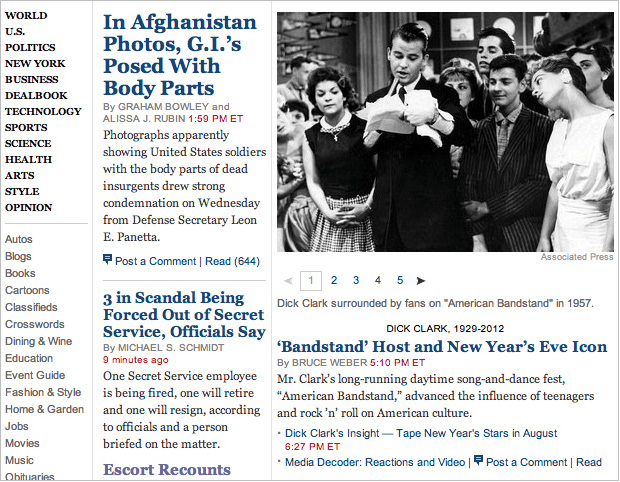 WORLD
U.S.
POLITICS
NEW YORK
BUSINESS
DEALBOOK
TECHNOLOGY
SPORTS
SCIENCE
HEALTH
ARTS
STYLE
OPINION
Autos
Blogs
Books
Cartoons
Classifieds
Crosswords
Dining & Wine
Education
Event Guide
Fashion & Style
Home & Garden
Jobs
Movies
Music
Obituaries
In Afghanistan
Photos, G.I.’s
Posed With
Body Parts
By GRAHAM BOWLEY and
ALISSA J. RUBIN 1:59 PM ET
Photographs apparently
showing United States soldiers
with the body parts of dead
insurgents drew strong
condemnation on Wednesday
from Defense Secretary Leon
E. Panetta.
Post a Comment | Read (644)
3 in Scandal Being
Forced Out of Secret
Service, Officials Say
By MICHAEL S. SCHMIDT
9 minutes ago
One Secret Service employee
is being fired, one will retire
and one will resign, according
to officials and a person
briefed on the matter.
Escort Recounts
Associated Press
1 2 3 4 5
Dick Clark surrounded by fans on "American Bandstand" in 1957.
DICK CLARK, 1929-2012
‘Bandstand’ Host and New Year’s Eve Icon
By BRUCE WEBER 5:10 PM ET
Mr. Clark's long-running daytime song-and-dance fest,
“American Bandstand,” advanced the influence of teenagers
and rock 'n' roll on American culture.
• Dick Clark's Insight — Tape New Year's Stars in August
6:27 PM ET
• Media Decoder: Reactions and Video | Post a Comment | Read